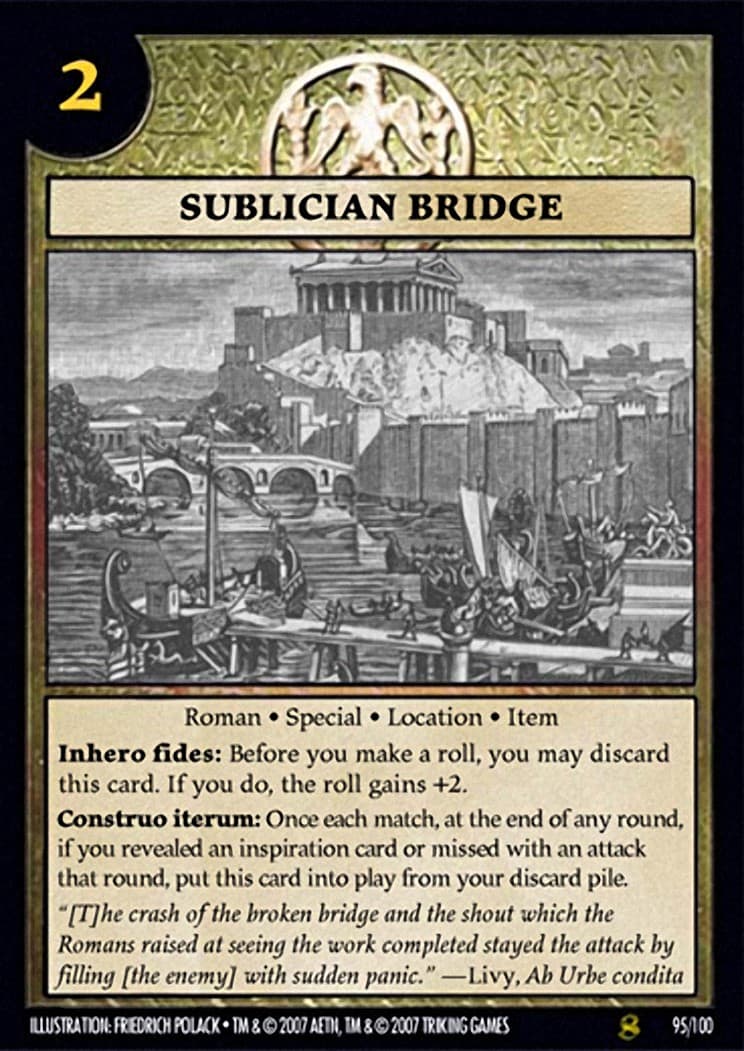 2
SUBLICIAN BRIDGE
Roman • Special • Location • Item
Inhero fides: Before you make a roll, you may discard
this card. If you do, the roll gains +2.
Construo iterum: Once each match, at the end of any round,
if you revealed an inspiration card or missed with an attack
that round, put this card into play from your discard pile.
“[T]he crash of the broken bridge and the shout which the
Romans raised at seeing the work completed stayed the attack by
filling [the enemy] with sudden panic.” —Livy, Ab Urbe condita
ILLUSTRATION: FRIEDRICH POLACK • TM & © 2007 AETN, TM & © 2007 TRIKING GAMES
8
95/100